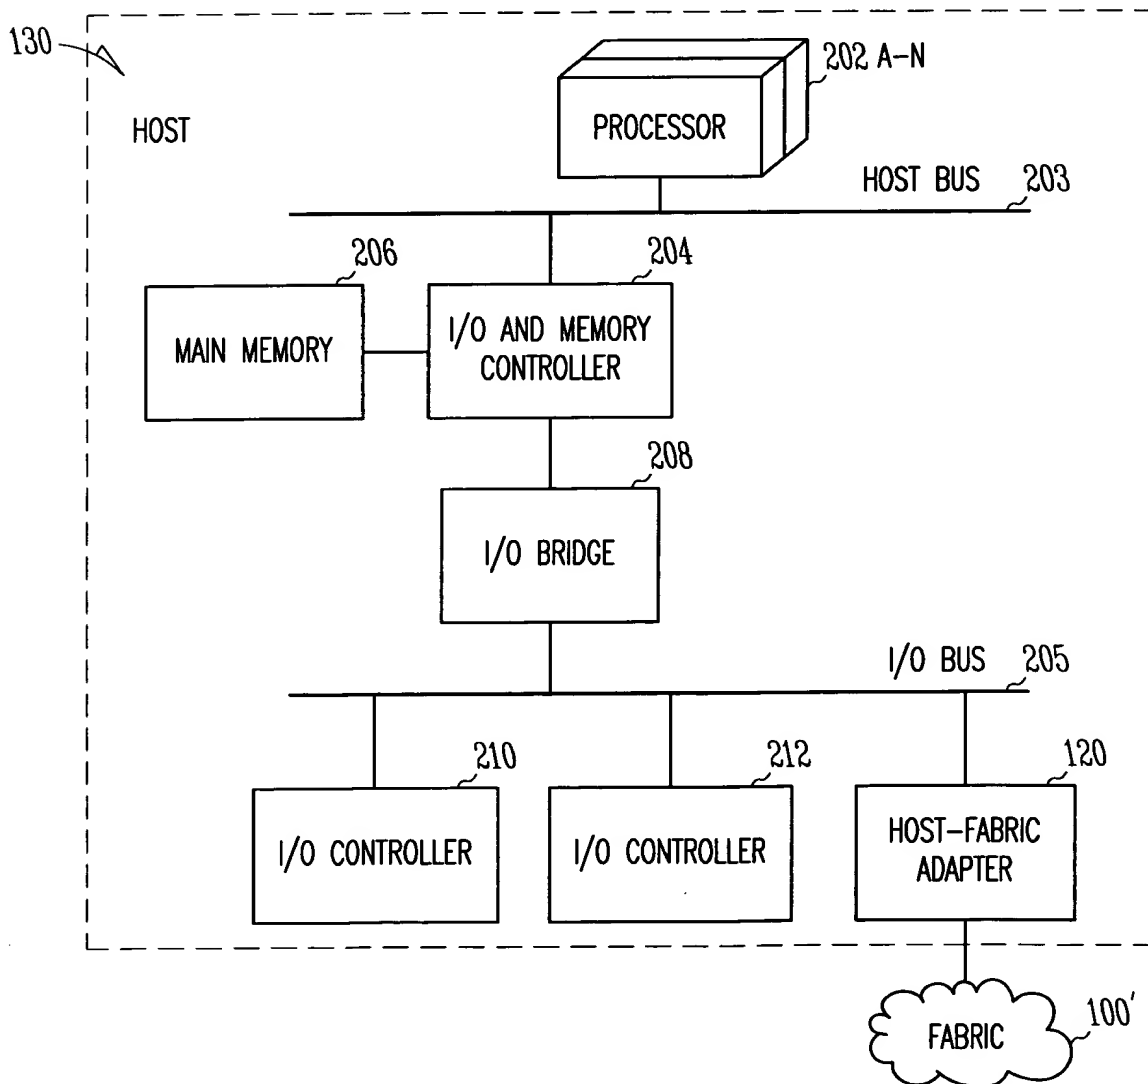 130
HOST
202 A-N
PROCESSOR
HOST BUS
203
206
204
MAIN MEMORY
I/O AND MEMORY
CONTROLLER
208
I/O BRIDGE
I/O BUS
205
210
212
120
I/O CONTROLLER
I/O CONTROLLER
HOST-FABRIC
ADAPTER
FABRIC
100'